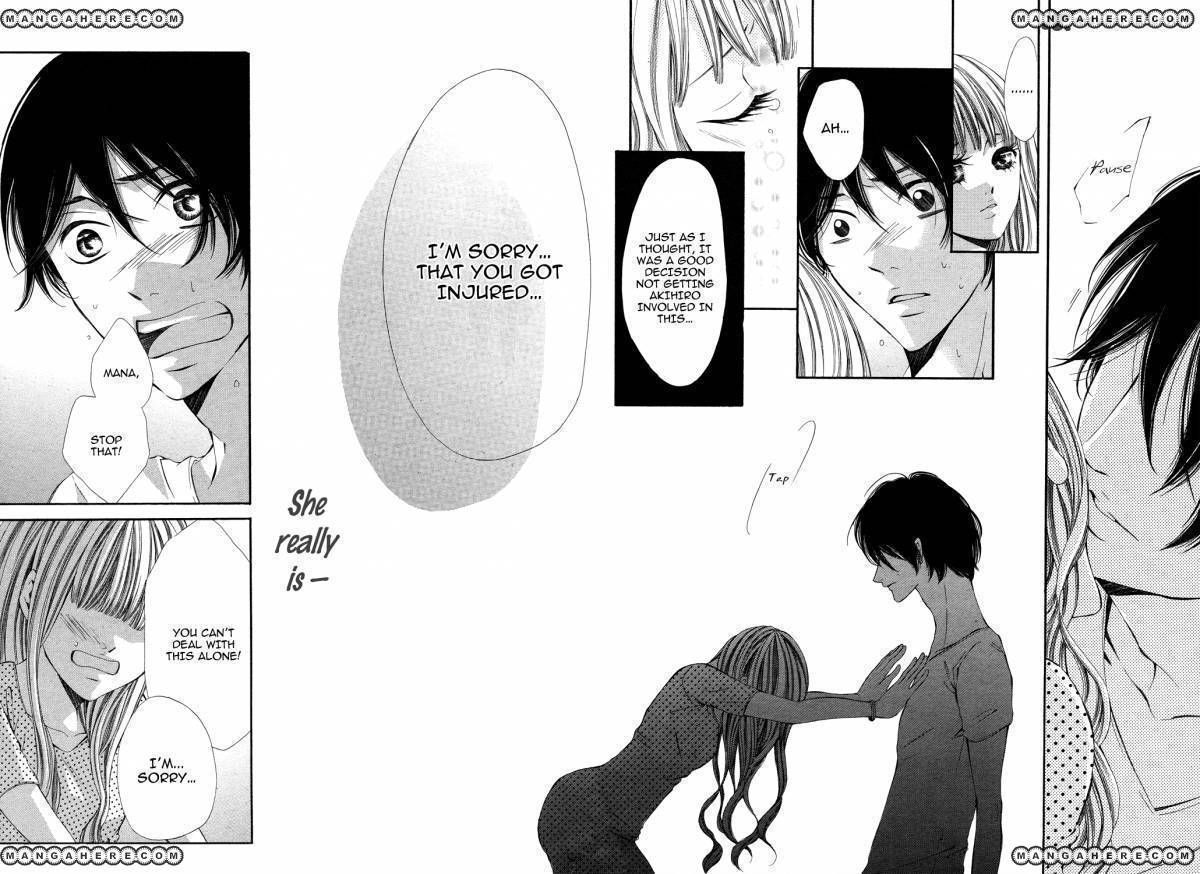 MANGAHERE.COM
MANGAHERE.COM
Pause
......
AH...
JUST AS I
THOUGHT, IT
WAS A GOOD
DECISION
NOT GETTING
AKIHIRO
INVOLVED IN
THIS...
Tap
I'M SORRY...
THAT YOU GOT
INJURED...
She
really
is —
MANA,
STOP
THAT!
YOU CAN'T
DEAL WITH
THIS ALONE!
I'M...
SORRY...
MANGAHERE.COM
MANGAHERE.COM